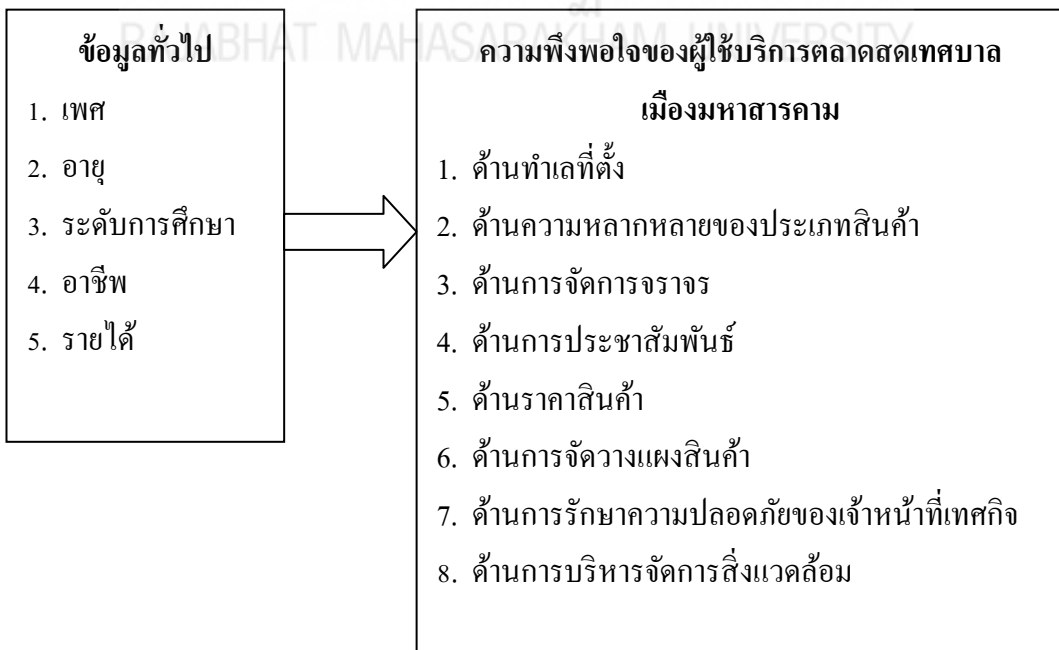 RAJABHAT MAHASARAKHAM UNIVERSITY
ข้อมูลทั่วไป
1. เพศ
2. อายุ
3. ระดับการศึกษา
4. อาชีพ
5. รายได้
ความพึงพอใจของผู้ใช้บริการตลาดสดเทศบาล
เมืองมหาสารคาม
1. ด้านทำเลที่ตั้ง
2. ด้านความหลากหลายของประเภทสินค้า
3. ด้านการจัดการจราจร
4. ด้านการประชาสัมพันธ์
5. ด้านราคาสินค้า
6. ด้านการจัดวางแผงสินค้า
7. ด้านการรักษาความปลอดภัยของเจ้าหน้าที่เทศกิจ
8. ด้านการบริหารจัดการสิ่งแวดล้อม